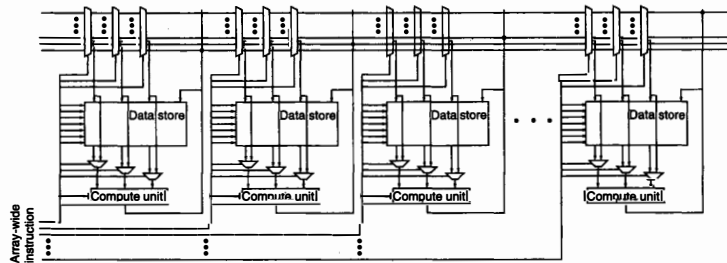 Data store
Data store
Data store
Data store
Compute unit
Compute unit
Compute unit
Compute unit
Array-wide
instruction